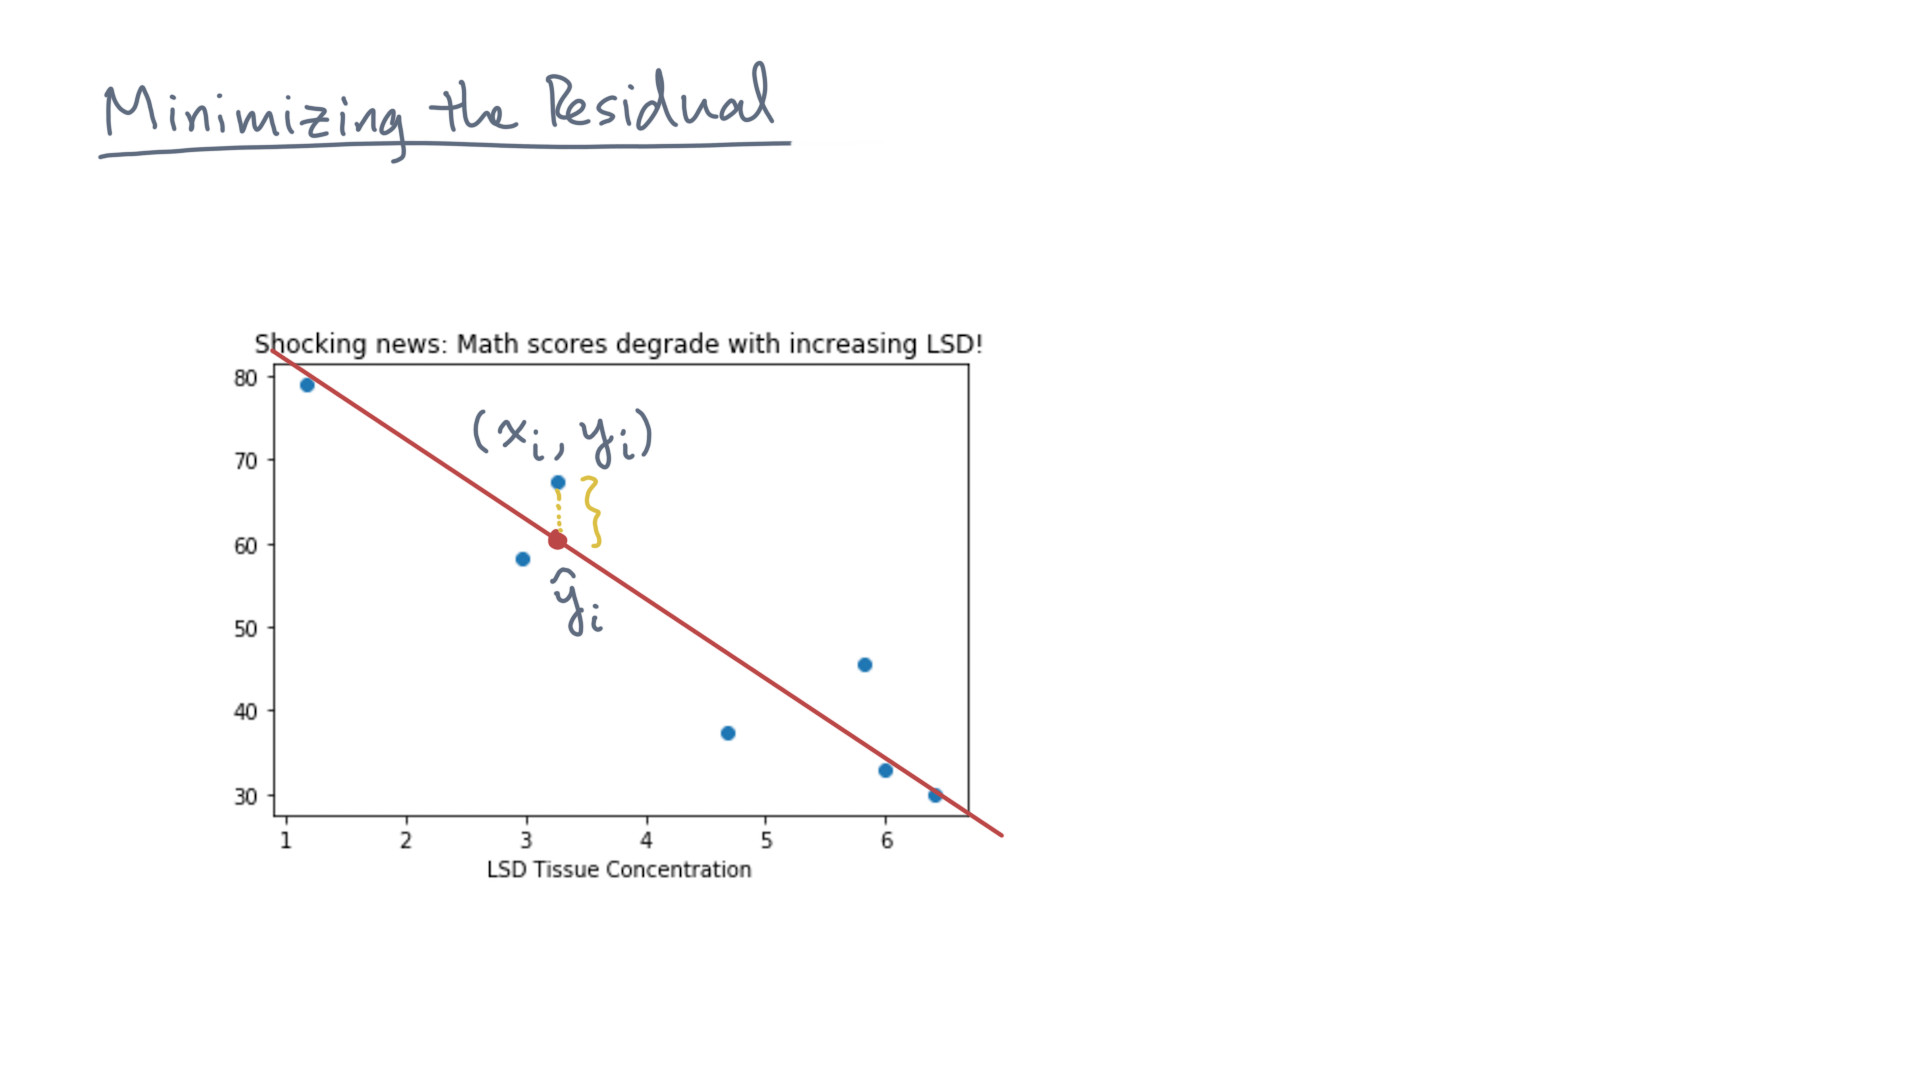 Minimizing the Residual
Shocking news: Math scores degrade with increasing LSD!
80
70
60
50
40
30
(xᵢ, yᵢ)
ŷᵢ
1 2 3 4 5 6
LSD Tissue Concentration